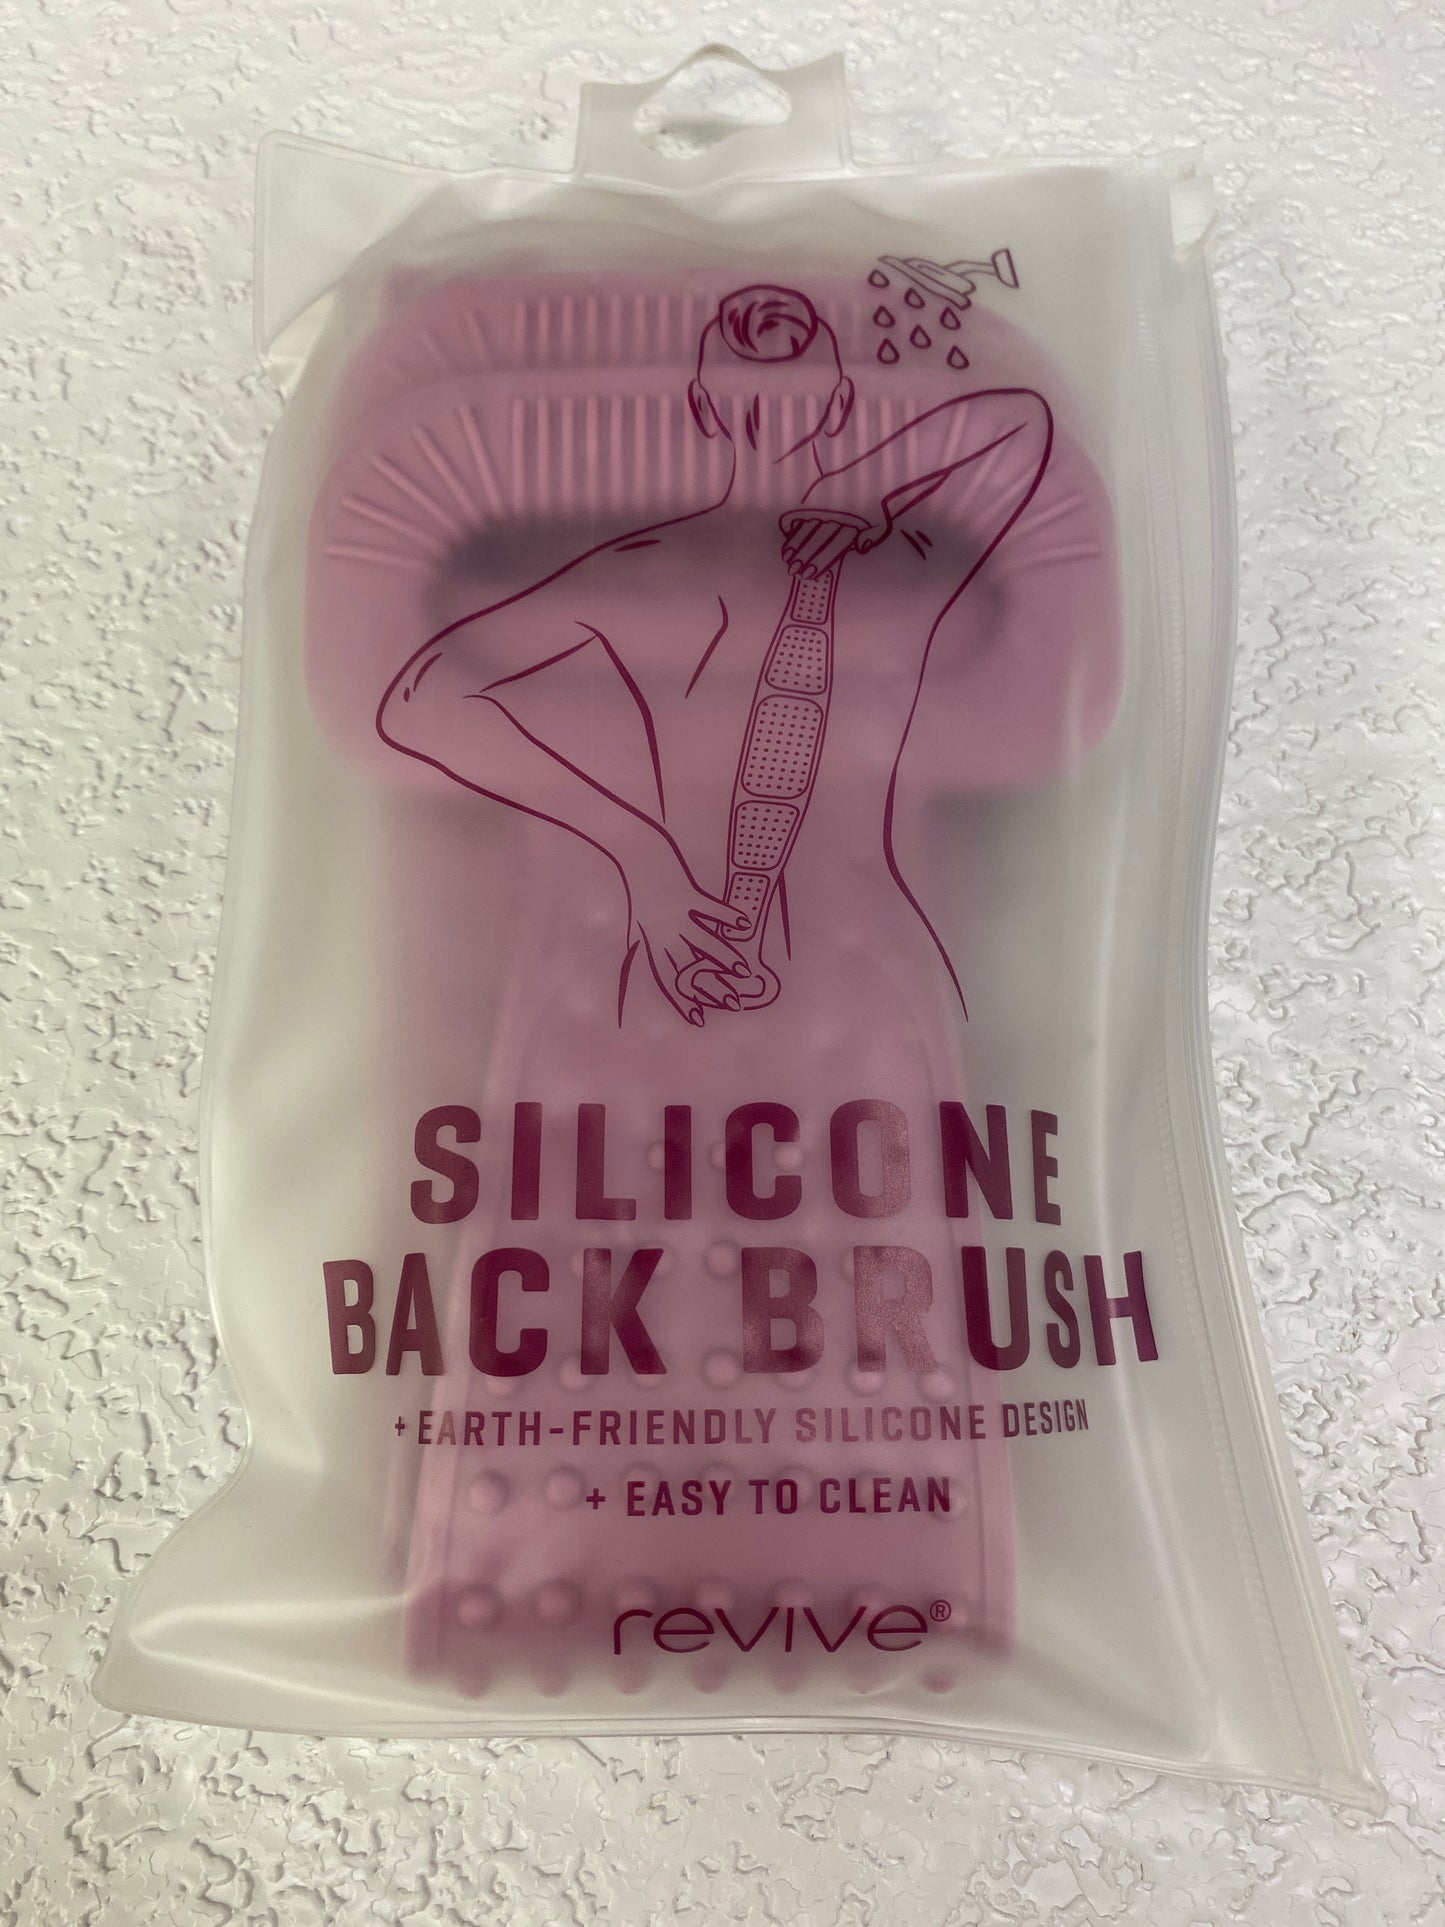 SILICONE
BACK BRUSH
+ EARTH-FRIENDLY SILICONE DESIGN
+ EASY TO CLEAN
revive®